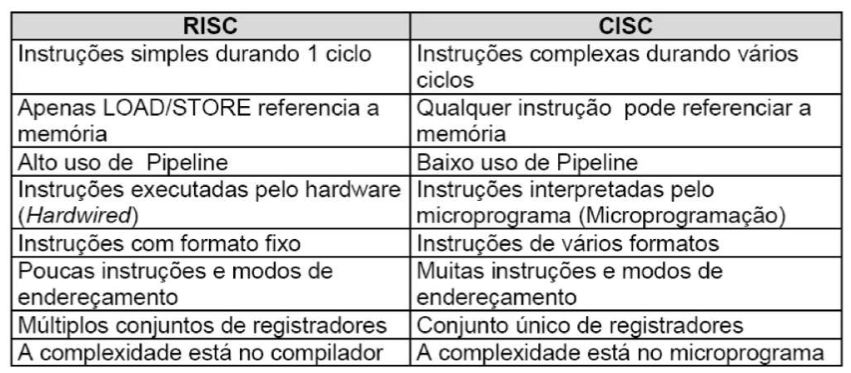 RISC CISC
Instruções simples durando 1 ciclo Instruções complexas durando vários
ciclos
Apenas LOAD/STORE referencia a Qualquer instrução pode referenciar a
memória memória
Alto uso de Pipeline Baixo uso de Pipeline
Instruções executadas pelo hardware Instruções interpretadas pelo
(Hardwired) microprograma (Microprogramação)
Instruções com formato fixo Instruções de vários formatos
Poucas instruções e modos de Muitas instruções e modos de
endereçamento endereçamento
Múltiplos conjuntos de registradores Conjunto único de registradores
A complexidade está no compilador A complexidade está no microprograma